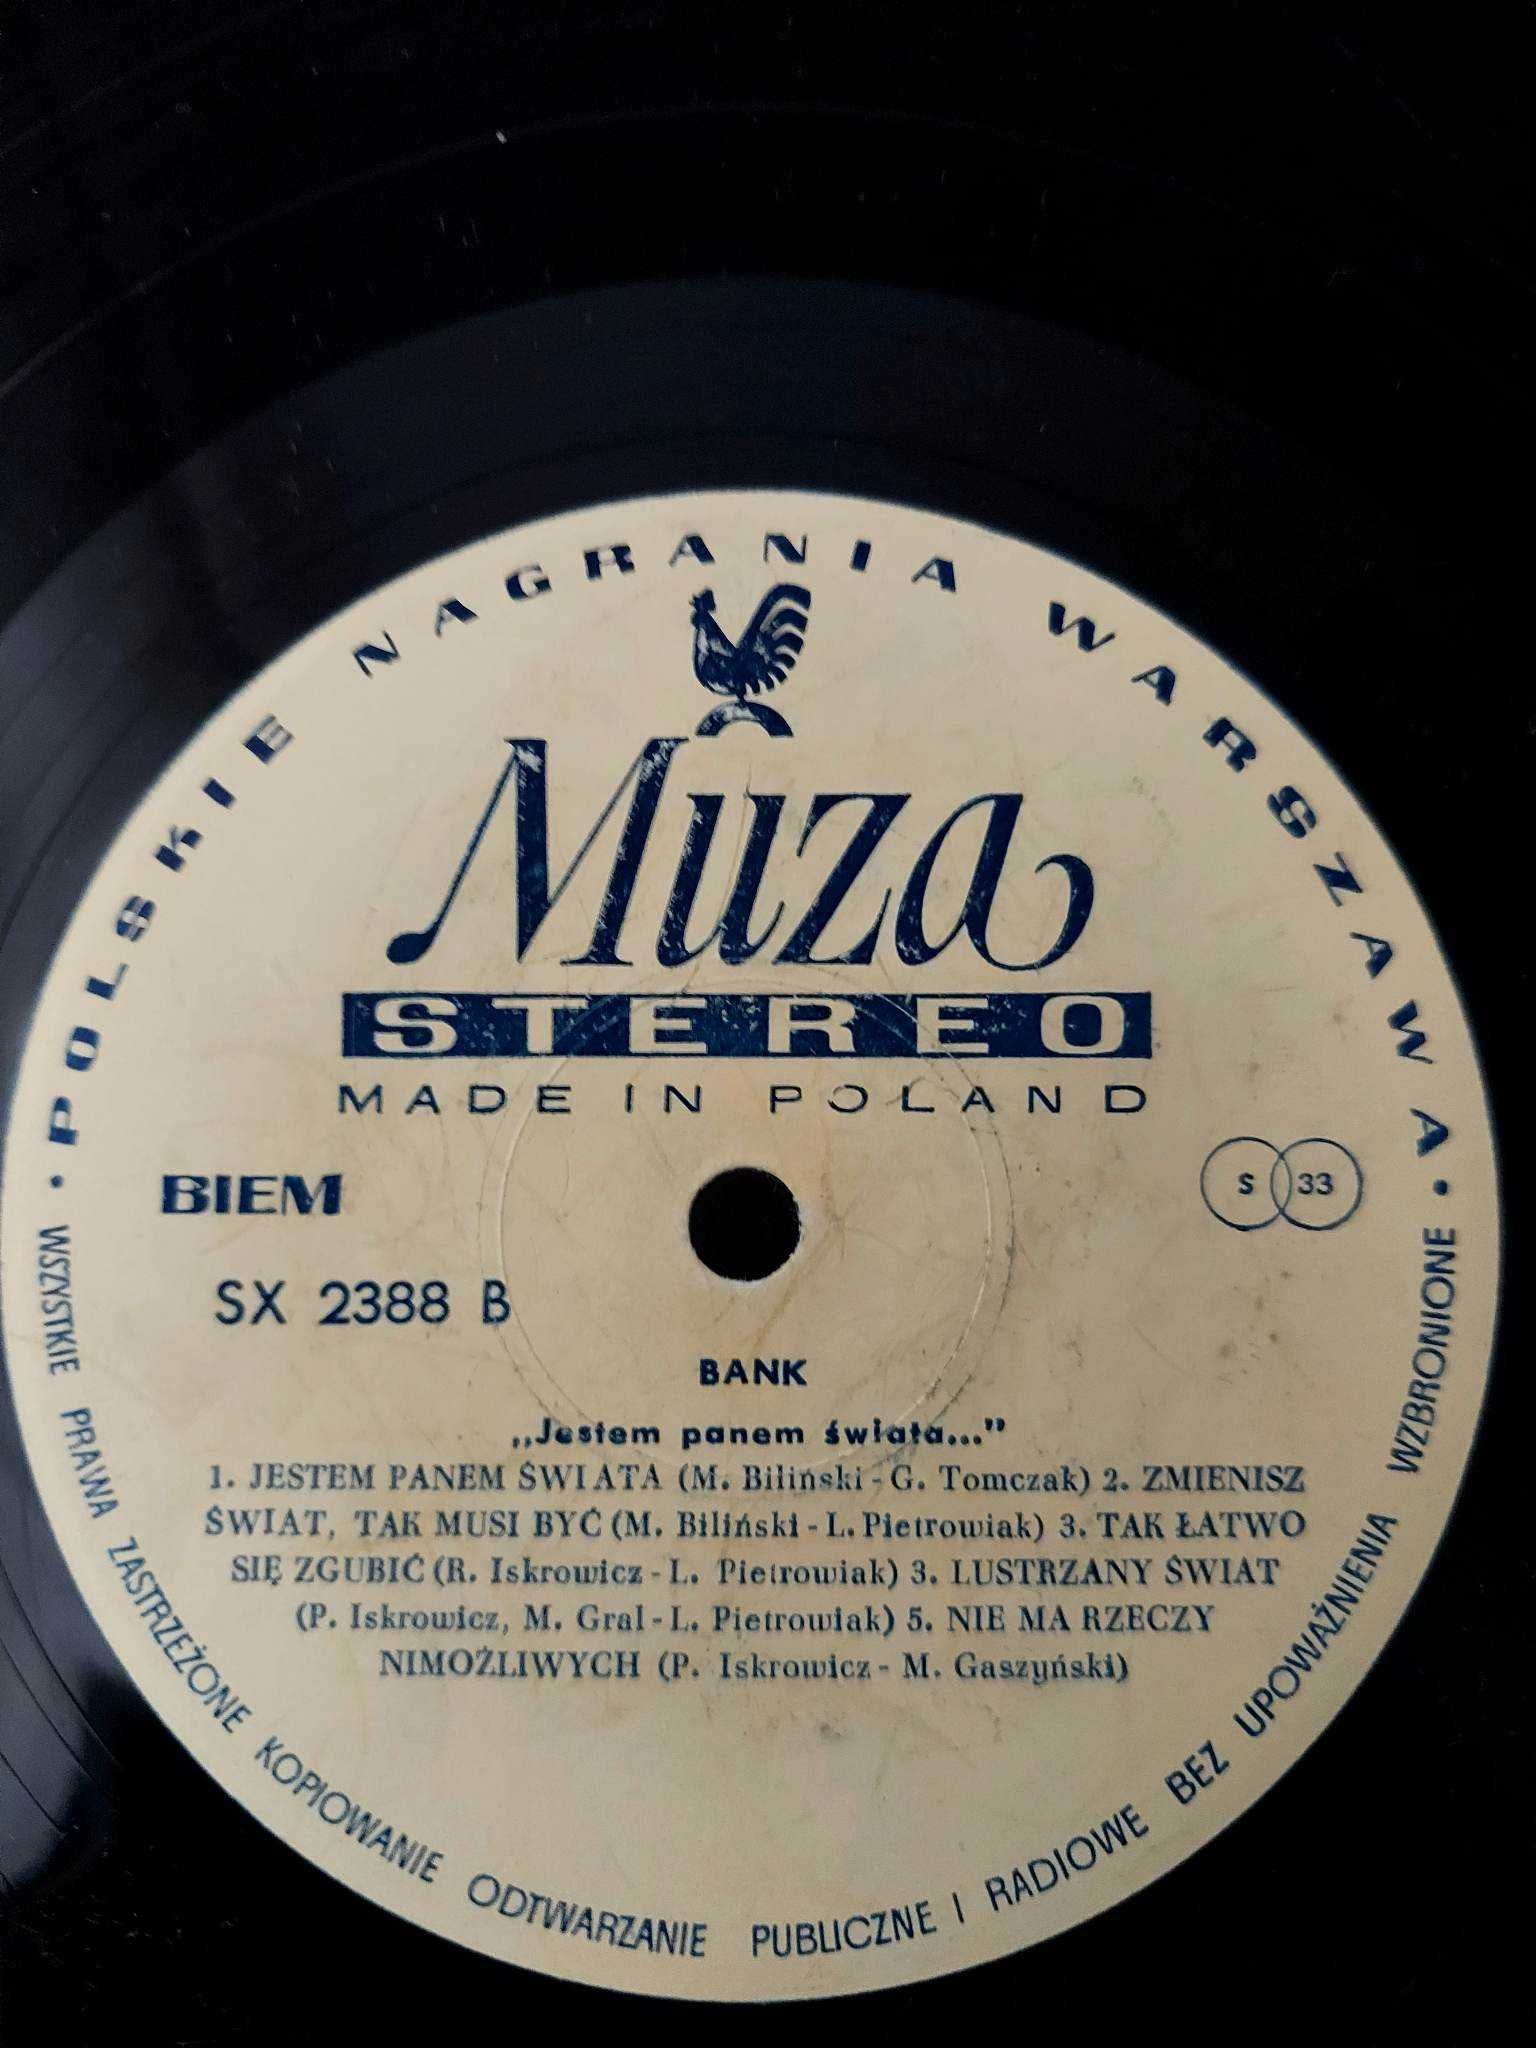 POLSKIE NAGRANIA WARSZAWA
Muza
STEREO
MADE IN POLAND
BIEM
S 33
SX 2388 B
BANK
„Jestem panem świata..."
1. JESTEM PANEM ŚWIATA (M. Biliński - G. Tomczak) 2. ZMIENISZ
ŚWIAT, TAK MUSI BYĆ (M. Biliński - L. Pietrowiak) 3. TAK ŁATWO
SIĘ ZGUBIĆ (R. Iskrowicz - L. Pietrowiak) 3. LUSTRZANY ŚWIAT
(P. Iskrowicz, M. Gral - L. Pietrowiak) 5. NIE MA RZECZY
NIMOŻLIWYCH (P. Iskrowicz - M. Gaszyński)
• WSZYSTKIE PRAWA ZASTRZEŻONE KOPIOWANIE ODTWARZANIE PUBLICZNE I RADIOWE BEZ UPOWAŻNIENIA WZBRONIONE •